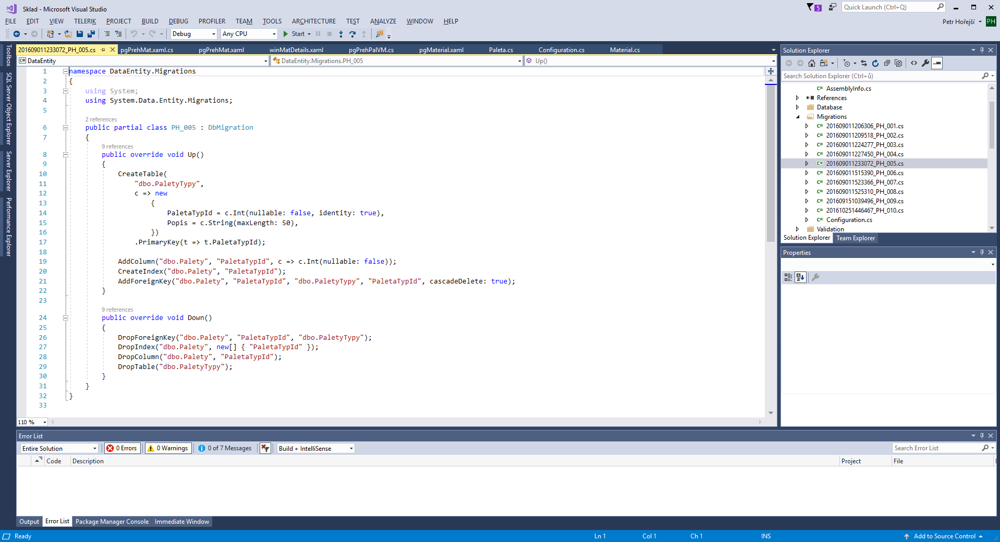 Sklad - Microsoft Visual Studio
5
Quick Launch (Ctrl+Q)
FILE EDIT VIEW TELERIK PROJECT BUILD DEBUG PROFILER TEAM TOOLS ARCHITECTURE TEST ANALYZE WINDOW HELP
Petr Hořejší PH
Debug Any CPU Start
Toolbox
SQL Server Object Explorer
Server Explorer
Performance Explorer
201609011233072_PH_005.cs pgPrehMat.xaml.cs pgPrehMat.xaml winMatDetails.xaml pgPrehPalVM.cs pgMaterial.xaml Paleta.cs Configuration.cs Material.cs
C# DataEntity DataEntity.Migrations.PH_005 Up()
1 namespace DataEntity.Migrations
2 {
3 using System;
4 using System.Data.Entity.Migrations;
5
2 references
6 public partial class PH_005 : DbMigration
7 {
9 references
8 public override void Up()
9 {
10 CreateTable(
11 "dbo.PaletyTypy",
12 c => new
13 {
14 PaletaTypId = c.Int(nullable: false, identity: true),
15 Popis = c.String(maxLength: 50),
16 })
17 .PrimaryKey(t => t.PaletaTypId);
18
19 AddColumn("dbo.Palety", "PaletaTypId", c => c.Int(nullable: false));
20 CreateIndex("dbo.Palety", "PaletaTypId");
21 AddForeignKey("dbo.Palety", "PaletaTypId", "dbo.PaletyTypy", "PaletaTypId", cascadeDelete: true);
22 }
23
9 references
24 public override void Down()
25 {
26 DropForeignKey("dbo.Palety", "PaletaTypId", "dbo.PaletyTypy");
27 DropIndex("dbo.Palety", new[] { "PaletaTypId" });
28 DropColumn("dbo.Palety", "PaletaTypId");
29 DropTable("dbo.PaletyTypy");
30 }
31 }
32 }
33
110 %
Solution Explorer
Search Solution Explorer (Ctrl+ů)
C# AssemblyInfo.cs
References
Database
Migrations
C# 201609011206306_PH_001.cs
C# 201609011209518_PH_002.cs
C# 201609011224277_PH_003.cs
C# 201609011227450_PH_004.cs
C# 201609011233072_PH_005.cs
C# 201609011515390_PH_006.cs
C# 201609011523366_PH_007.cs
C# 201609011525310_PH_008.cs
C# 201609151039496_PH_009.cs
C# 201610251446467_PH_010.cs
C# Configuration.cs
Validation
Solution Explorer Team Explorer
Properties
Error List
Entire Solution 0 Errors 0 Warnings 0 of 7 Messages Build + IntelliSense Search Error List
Code Description Project File
Output Error List Package Manager Console Immediate Window
Ready Ln 1 Col 1 Ch 1 INS Add to Source Control